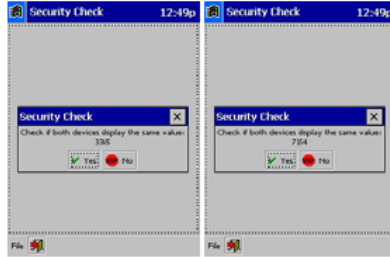 Security Check 12:49p
Security Check
Check if both devices display the same value:
3365
Yes No
File
Security Check 12:49p
Security Check
Check if both devices display the same value:
7154
Yes No
File